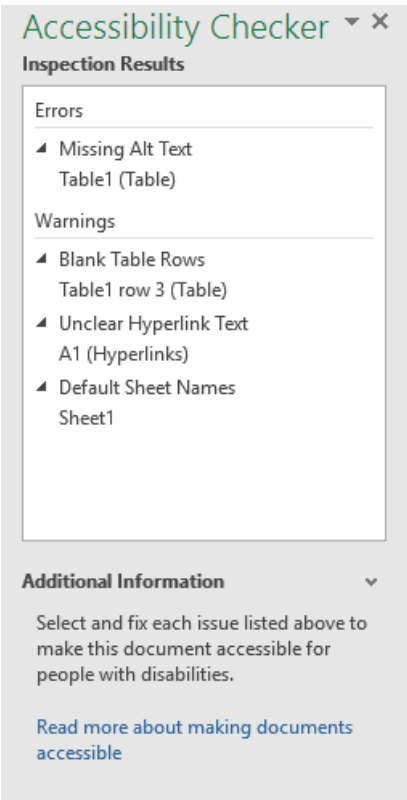 Accessibility Checker
Inspection Results
Errors
Missing Alt Text
Table1 (Table)
Warnings
Blank Table Rows
Table1 row 3 (Table)
Unclear Hyperlink Text
A1 (Hyperlinks)
Default Sheet Names
Sheet1
Additional Information
Select and fix each issue listed above to
make this document accessible for
people with disabilities.
Read more about making documents
accessible